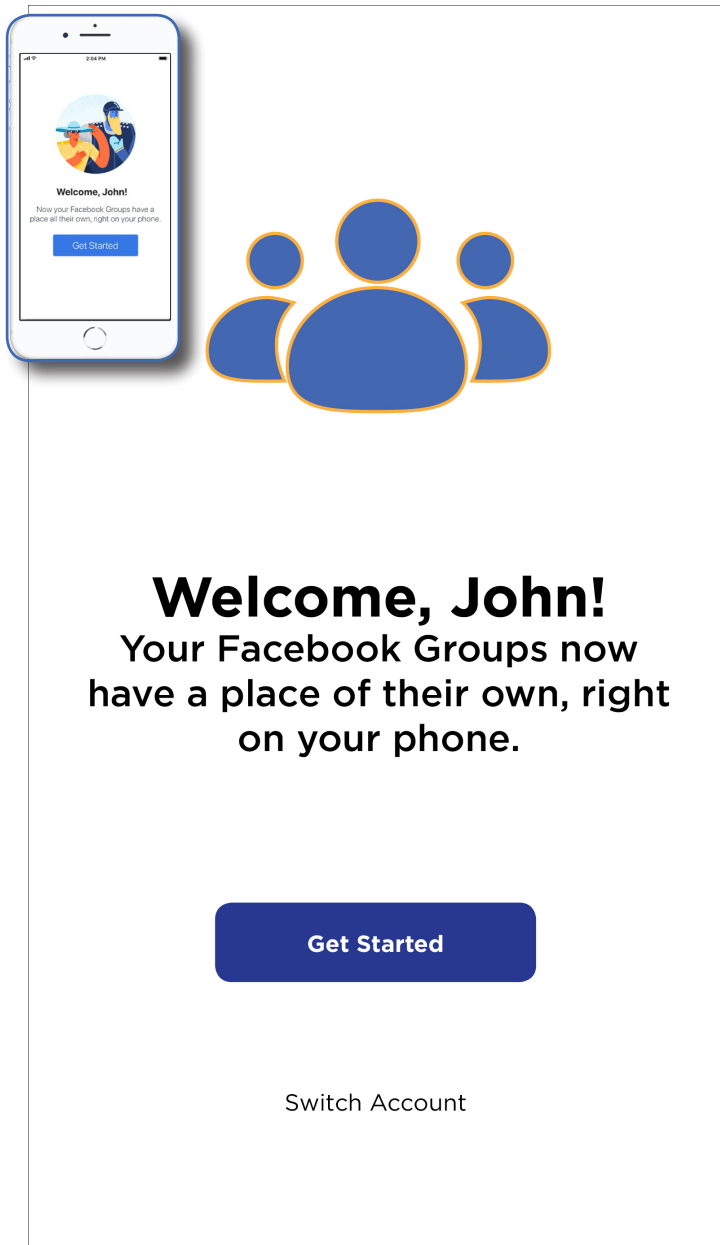 2:04 PM
Welcome, John!
Now your Facebook Groups have a
place all their own, right on your phone.
Get Started
Welcome, John!
Your Facebook Groups now
have a place of their own, right
on your phone.
Get Started
Switch Account